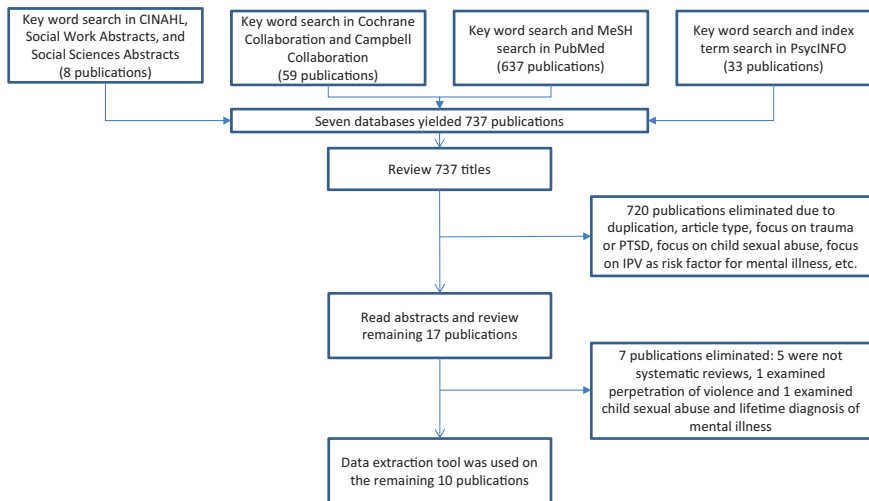 Key word search in CINAHL,
Social Work Abstracts, and
Social Sciences Abstracts
(8 publications)
Key word search in
Cochrane Collaboration
and Campbell
Collaboration
(59 publications)
Key word search and MeSH
search in PubMed
(637 publications)
Key word search and index
term search in PsycINFO
(33 publications)
Seven databases yielded 737 publications
Review 737 titles
720 publications eliminated due to
duplication, article type, focus on trauma
or PTSD, focus on child sexual abuse, focus
on IPV as risk factor for mental illness, etc.
Read abstracts and review
remaining 17 publications
7 publications eliminated: 5 were not
systematic reviews, 1 examined
perpetration of violence and 1 examined
child sexual abuse and lifetime diagnosis of
mental illness
Data extraction tool was used on
the remaining 10 publications